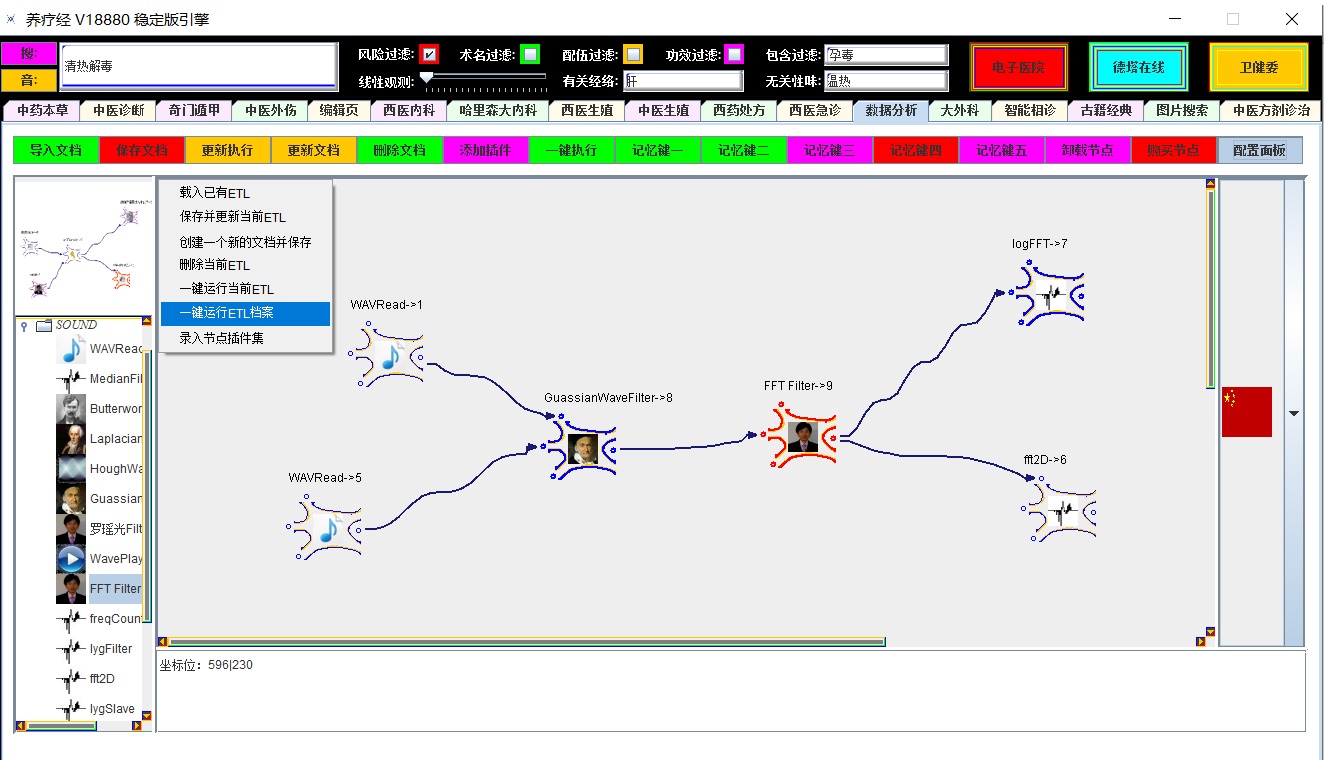 养疗经 V18880 稳定版引擎
搜:
清热解毒
风险过滤: 术名过滤: 配伍过滤: 功效过滤: 包含过滤: 孕毒
电子医院 德塔在线 卫健委
音:
线性观测: 有关经络: 肝 无关性味: 温热
中药本草 中医诊断 奇门遁甲 中医外伤 编辑页 西医内科 哈里森大内科 西医生殖 中医生殖 西药处方 西医急诊 数据分析 大外科 智能相诊 古籍经典 图片搜索 中医方剂诊治
导入文档 保存文档 更新执行 更新文档 删除文档 添加插件 一键执行 记忆键一 记忆键二 记忆键三 记忆键四 记忆键五 卸载节点 购买节点 配置面板
载入已有ETL
保存并更新当前ETL
创建一个新的文档并保存
删除当前ETL
一键运行当前ETL
一键运行ETL档案
录入节点插件集
logFFT->7
WAVRead->1
FFT Filter->9
GuassianWaveFilter->8
fft2D->6
WAVRead->5
SOUND
WAVRead
MedianFil
Butterwor
Laplacian
HoughWa
Guassian
罗瑶光Filt
WavePlay
FFT Filter
freqCoun
lygFilter
fft2D
lygSlave
坐标位：596|230